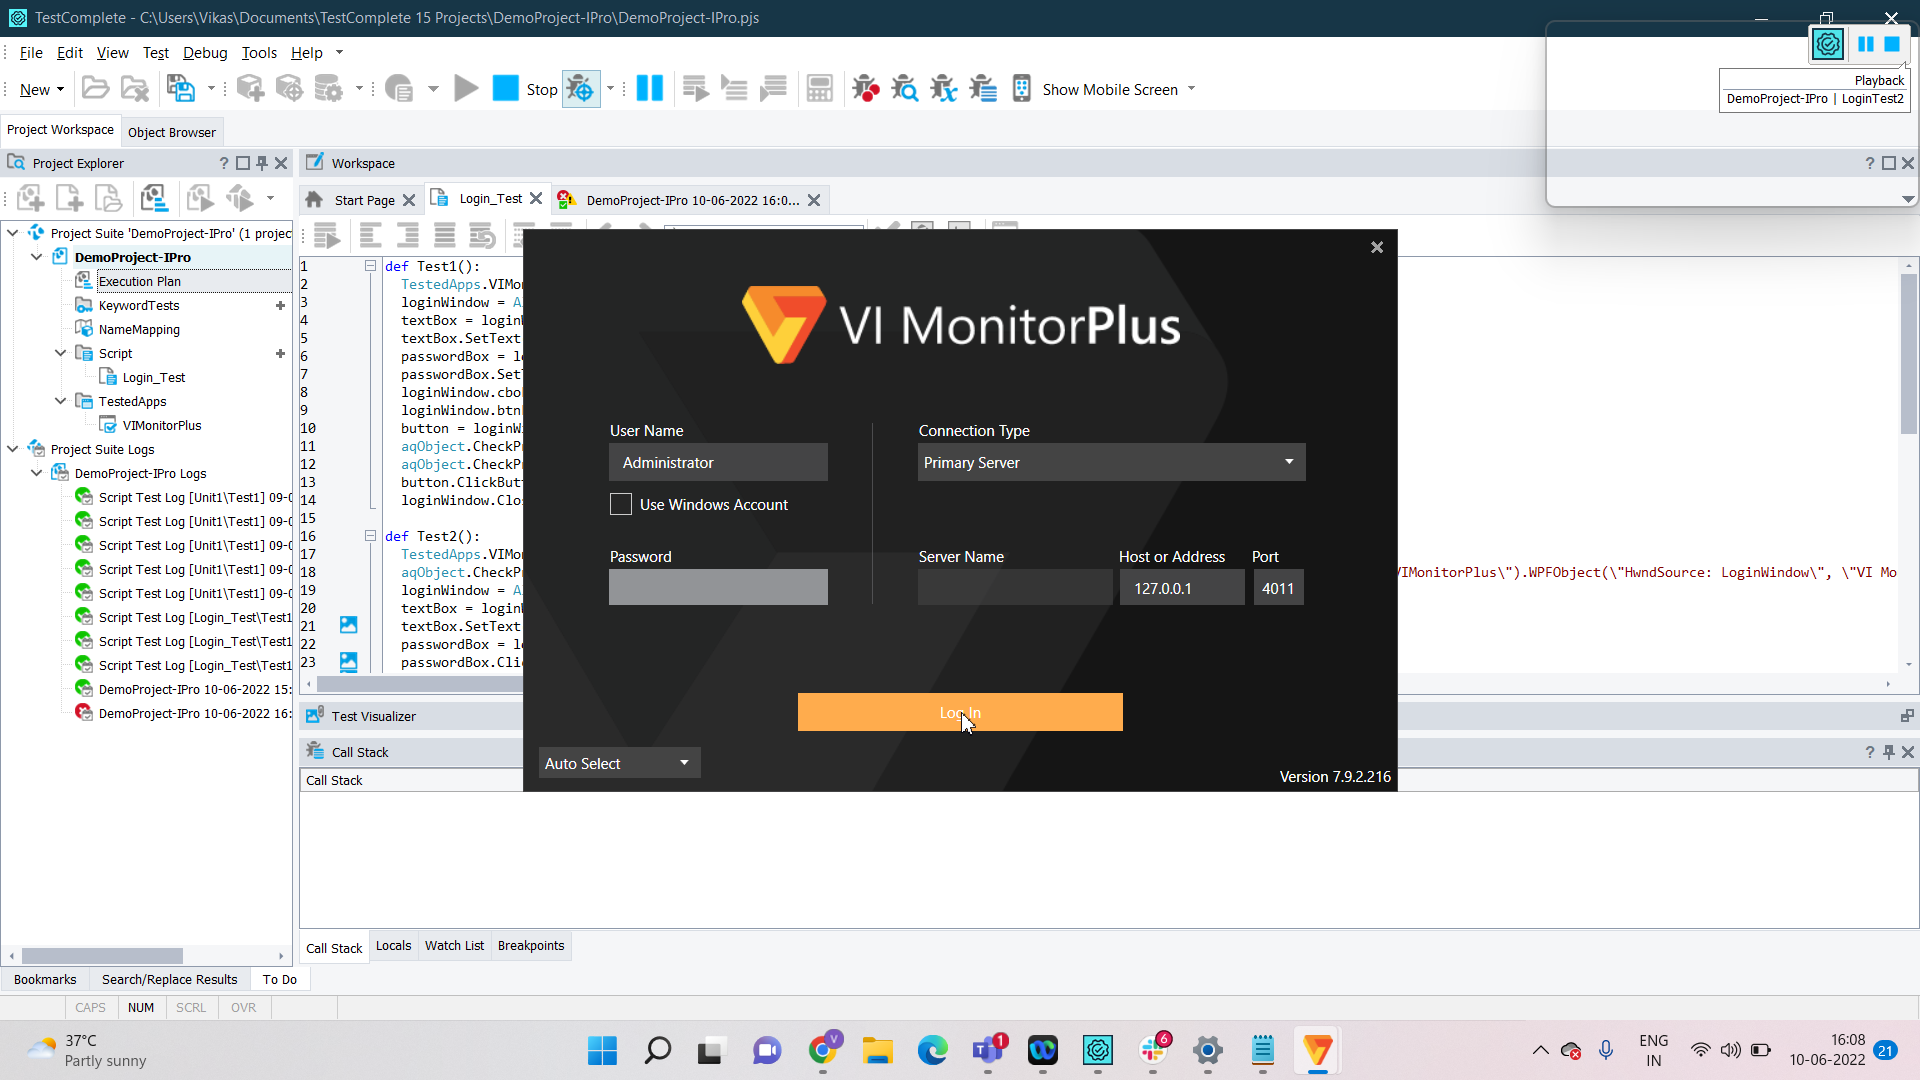 TestComplete - C:\Users\Vikas\Documents\TestComplete 15 Projects\DemoProject-IPro\DemoProject-IPro.pjs
File Edit View Test Debug Tools Help
New Stop Show Mobile Screen
Playback
DemoProject-IPro | LoginTest2
Project Workspace Object Browser
Project Explorer
Workspace
Start Page Login_Test DemoProject-IPro 10-06-2022 16:0...
Project Suite 'DemoProject-IPro' (1 projec
DemoProject-IPro
Execution Plan
KeywordTests
NameMapping
Script
Login_Test
TestedApps
VIMonitorPlus
Project Suite Logs
DemoProject-IPro Logs
Script Test Log [Unit1\Test1] 09-0
Script Test Log [Unit1\Test1] 09-0
Script Test Log [Unit1\Test1] 09-0
Script Test Log [Unit1\Test1] 09-0
Script Test Log [Unit1\Test1] 09-0
Script Test Log [Login_Test\Test1
Script Test Log [Login_Test\Test1
Script Test Log [Login_Test\Test1
DemoProject-IPro 10-06-2022 15:
DemoProject-IPro 10-06-2022 16:
1 def Test1():
2 TestedApps.VIMon
3 loginWindow = A
4 textBox = login
5 textBox.SetText
6 passwordBox = lo
7 passwordBox.Set
8 loginWindow.cbo
9 loginWindow.btn
10 button = loginW
11 aqObject.CheckP
12 aqObject.CheckP
13 button.ClickBut
14 loginWindow.Clos
15
16 def Test2():
17 TestedApps.VIMon
18 aqObject.CheckP
19 loginWindow = A
20 textBox = login
21 textBox.SetText
22 passwordBox = lo
23 passwordBox.Cli
VIMonitorPlus\").WPFObject(\"HwndSource: LoginWindow\", \"VI Mo
VI MonitorPlus
User Name
Administrator
Use Windows Account
Password
Connection Type
Primary Server
Server Name Host or Address Port
127.0.0.1 4011
Log In
Auto Select
Version 7.9.2.216
Test Visualizer
Call Stack
Call Stack
Call Stack Locals Watch List Breakpoints
Bookmarks Search/Replace Results To Do
CAPS NUM SCRL OVR
37°C
Partly sunny
V
1
6
ENG
IN
16:08
10-06-2022
21